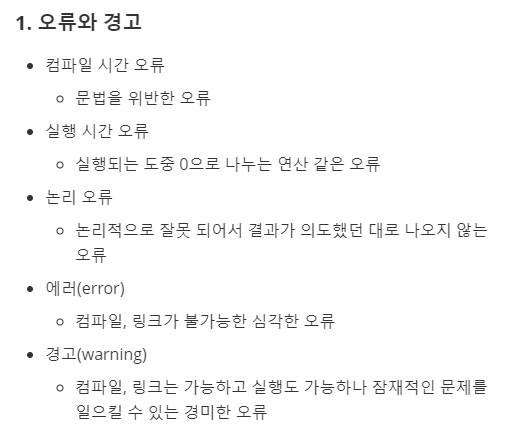 1. 오류와 경고
• 컴파일 시간 오류
◦ 문법을 위반한 오류
• 실행 시간 오류
◦ 실행되는 도중 0으로 나누는 연산 같은 오류
• 논리 오류
◦ 논리적으로 잘못 되어서 결과가 의도했던 대로 나오지 않는
오류
• 에러(error)
◦ 컴파일, 링크가 불가능한 심각한 오류
• 경고(warning)
◦ 컴파일, 링크는 가능하고 실행도 가능하나 잠재적인 문제를
일으킬 수 있는 경미한 오류